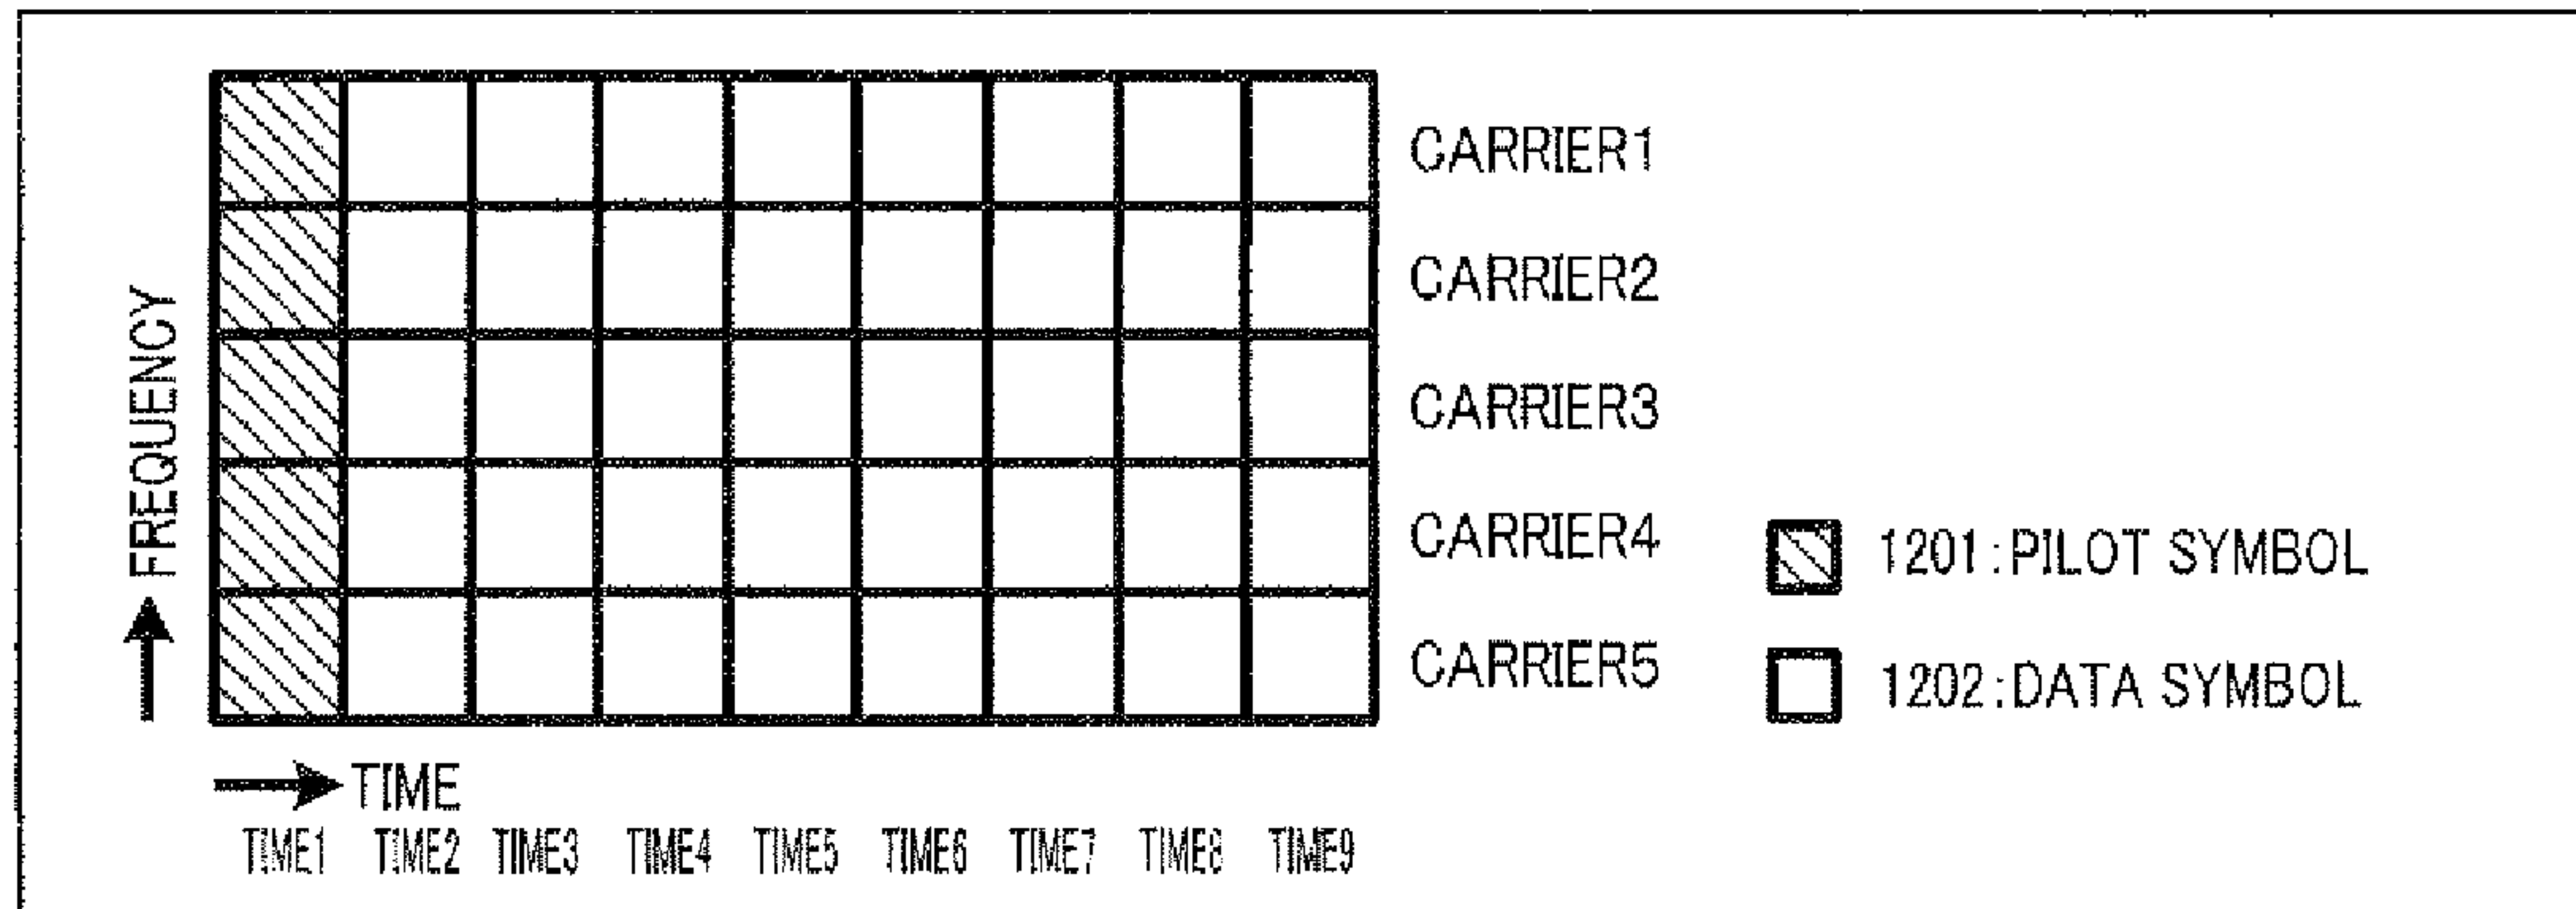 FREQUENCY
CARRIER1
CARRIER2
CARRIER3
CARRIER4
CARRIER5
1201:PILOT SYMBOL
1202:DATA SYMBOL
TIME
TIME1 TIME2 TIME3 TIME4 TIME5 TIME6 TIME7 TIME8 TIME9